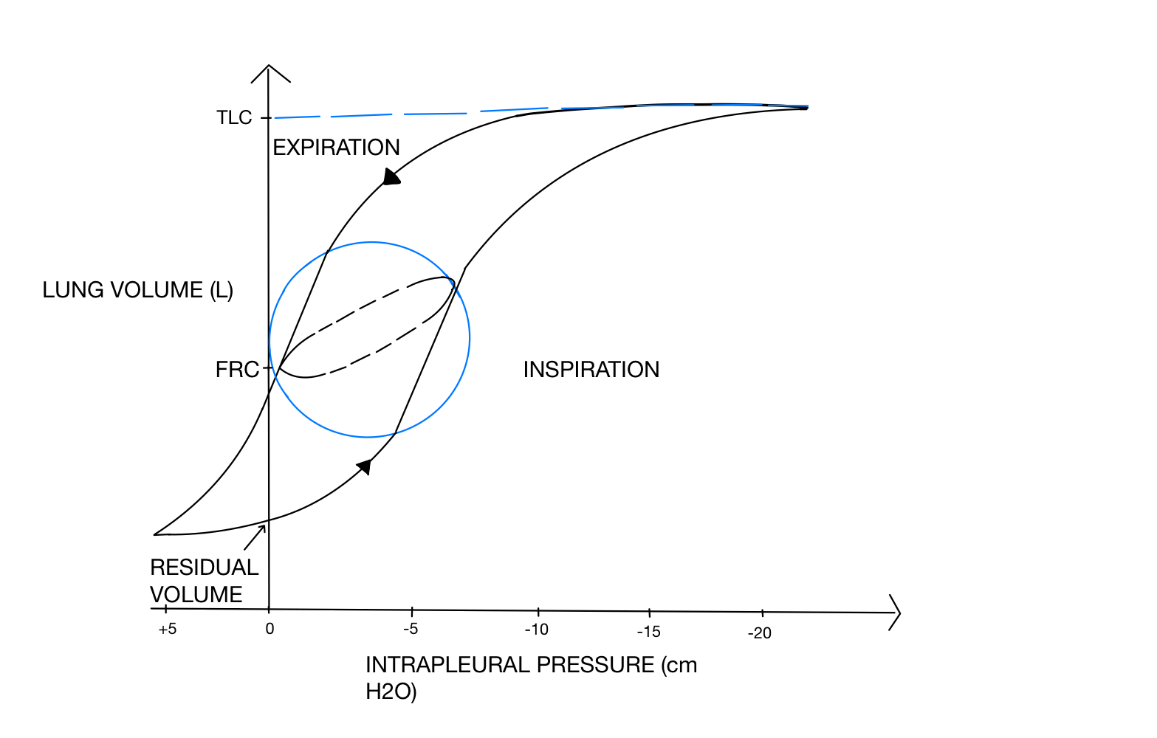 TLC
EXPIRATION
LUNG VOLUME (L)
FRC
INSPIRATION
RESIDUAL
VOLUME
+5
0
-5
-10
-15
-20
INTRAPLEURAL PRESSURE (cm
H2O)